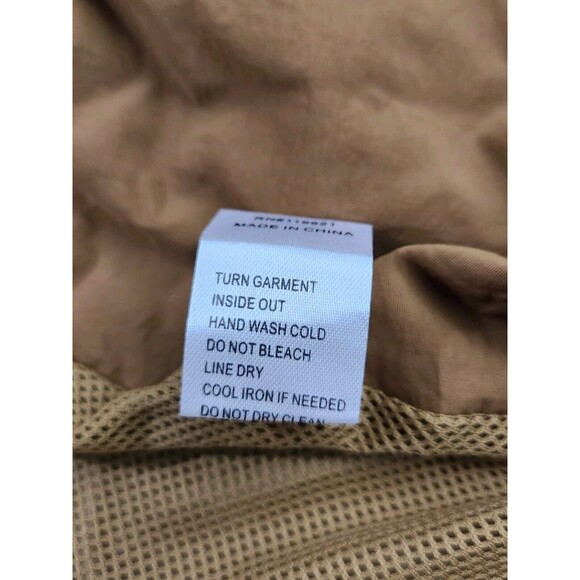 MADE IN CHINA
TURN GARMENT
INSIDE OUT
HAND WASH COLD
DO NOT BLEACH
LINE DRY
COOL IRON IF NEEDED
DO NOT DRY CLEAN